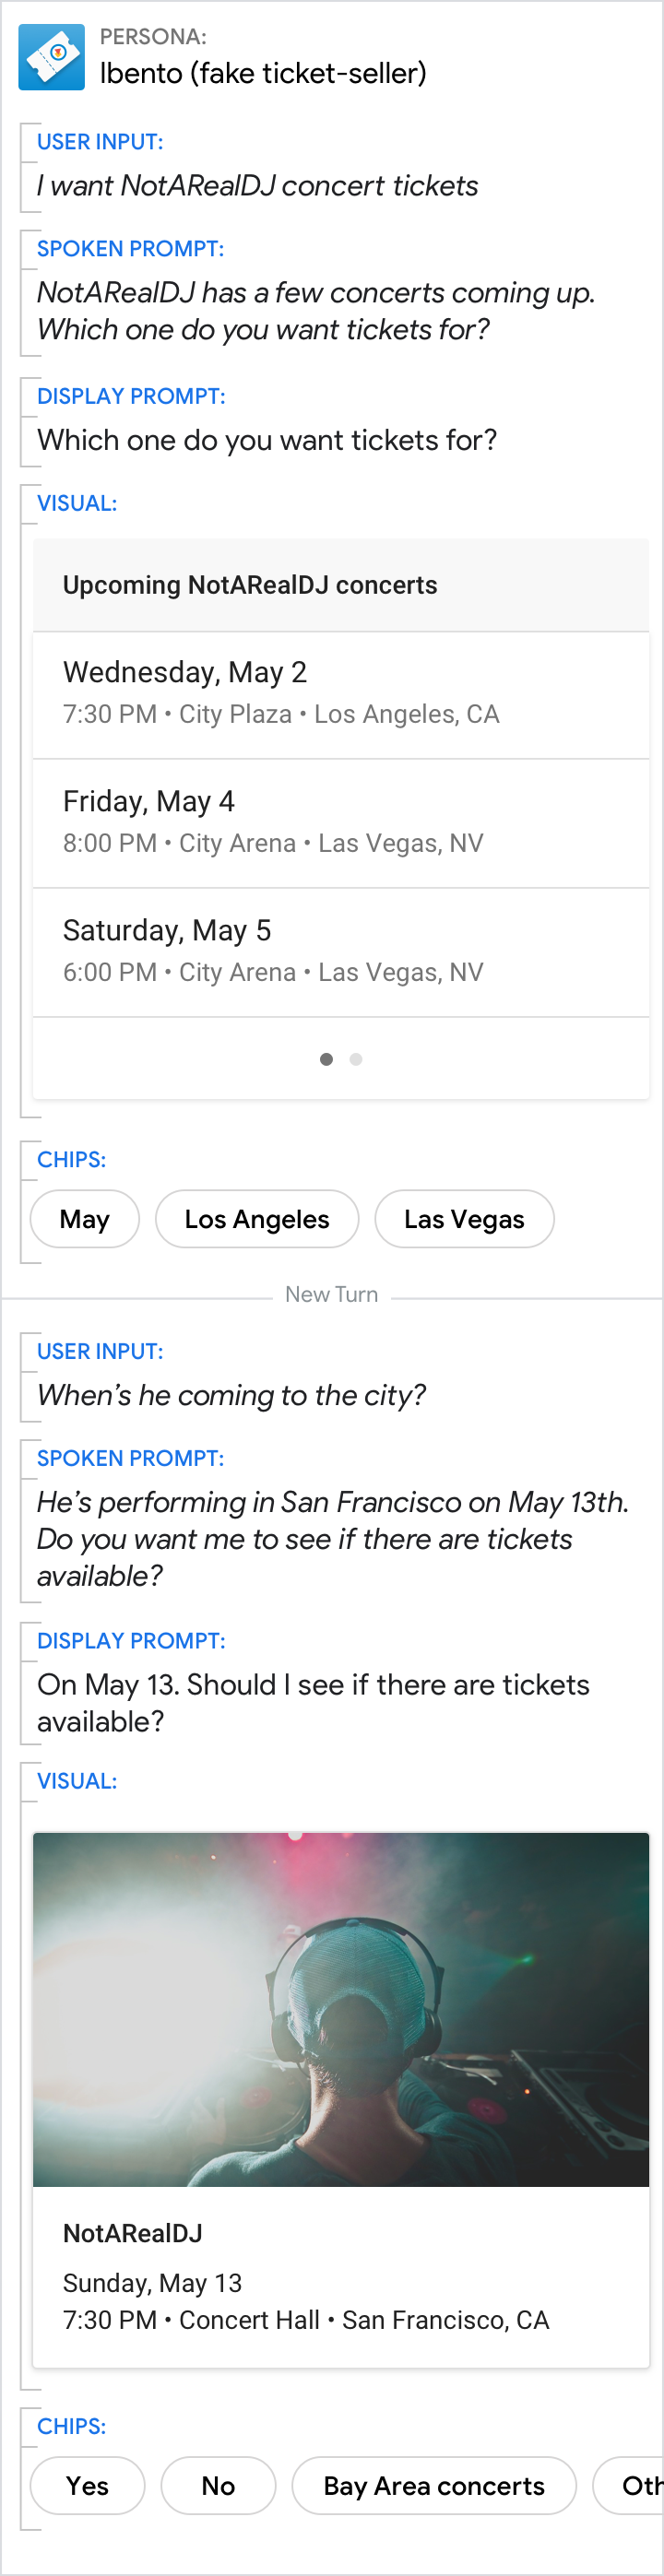 PERSONA:
Ibento (fake ticket-seller)
USER INPUT:
I want NotARealDJ concert tickets
SPOKEN PROMPT:
NotARealDJ has a few concerts coming up.
Which one do you want tickets for?
DISPLAY PROMPT:
Which one do you want tickets for?
VISUAL:
Upcoming NotARealDJ concerts
Wednesday, May 2
7:30 PM • City Plaza • Los Angeles, CA
Friday, May 4
8:00 PM • City Arena • Las Vegas, NV
Saturday, May 5
6:00 PM • City Arena • Las Vegas, NV
CHIPS:
May Los Angeles Las Vegas
New Turn
USER INPUT:
When’s he coming to the city?
SPOKEN PROMPT:
He’s performing in San Francisco on May 13th.
Do you want me to see if there are tickets
available?
DISPLAY PROMPT:
On May 13. Should I see if there are tickets
available?
VISUAL:
NotARealDJ
Sunday, May 13
7:30 PM • Concert Hall • San Francisco, CA
CHIPS:
Yes No Bay Area concerts